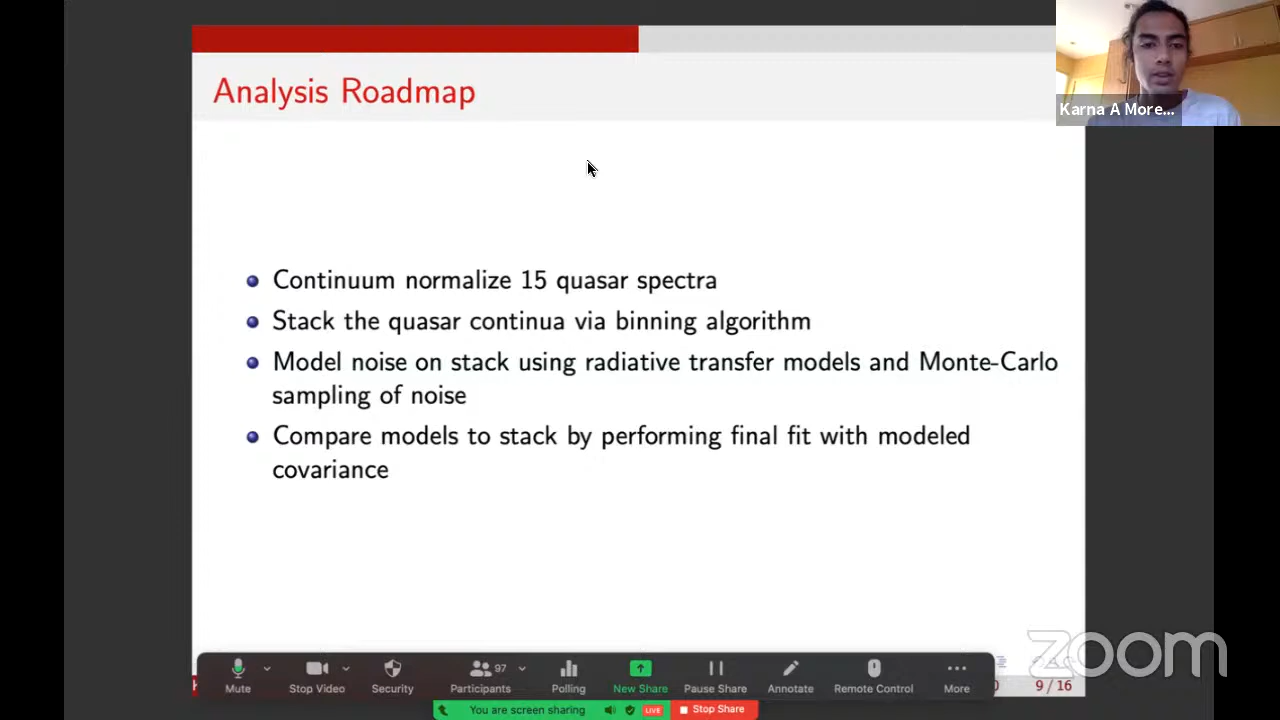 Analysis Roadmap
Karna A More...
Continuum normalize 15 quasar spectra
Stack the quasar continua via binning algorithm
Model noise on stack using radiative transfer models and Monte-Carlo
sampling of noise
Compare models to stack by performing final fit with modeled
covariance
zoom
97
Mute
Stop Video
Security
Participants
Polling
New Share
Pause Share
Annotate
Remote Control
More
9 / 16
You are screen sharing
LIVE
Stop Share